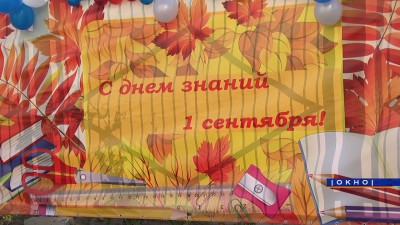 С днем знаний
1 сентября!
|ОКНО|